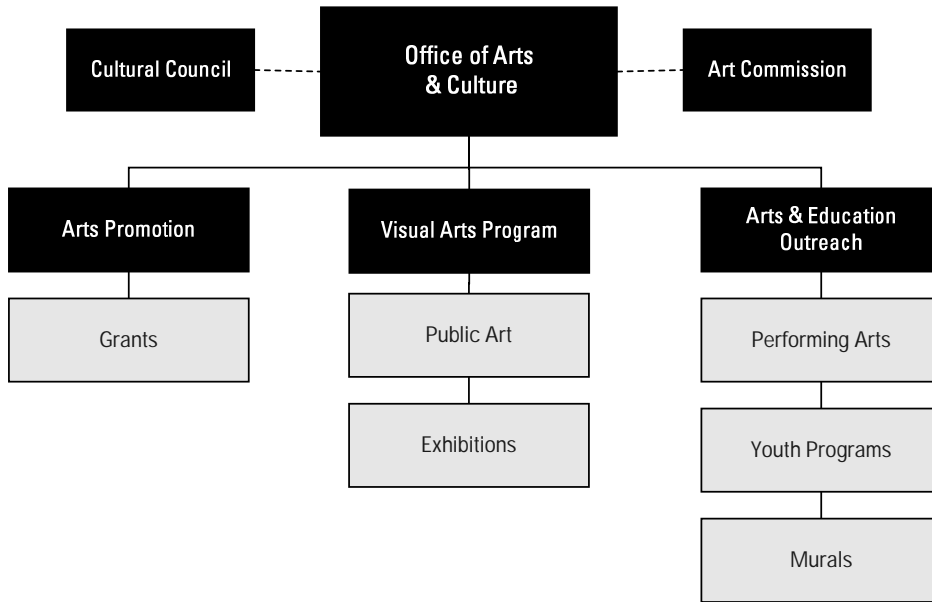 Cultural Council
Office of Arts
& Culture
Art Commission
Arts Promotion
Visual Arts Program
Arts & Education
Outreach
Grants
Public Art
Performing Arts
Exhibitions
Youth Programs
Murals